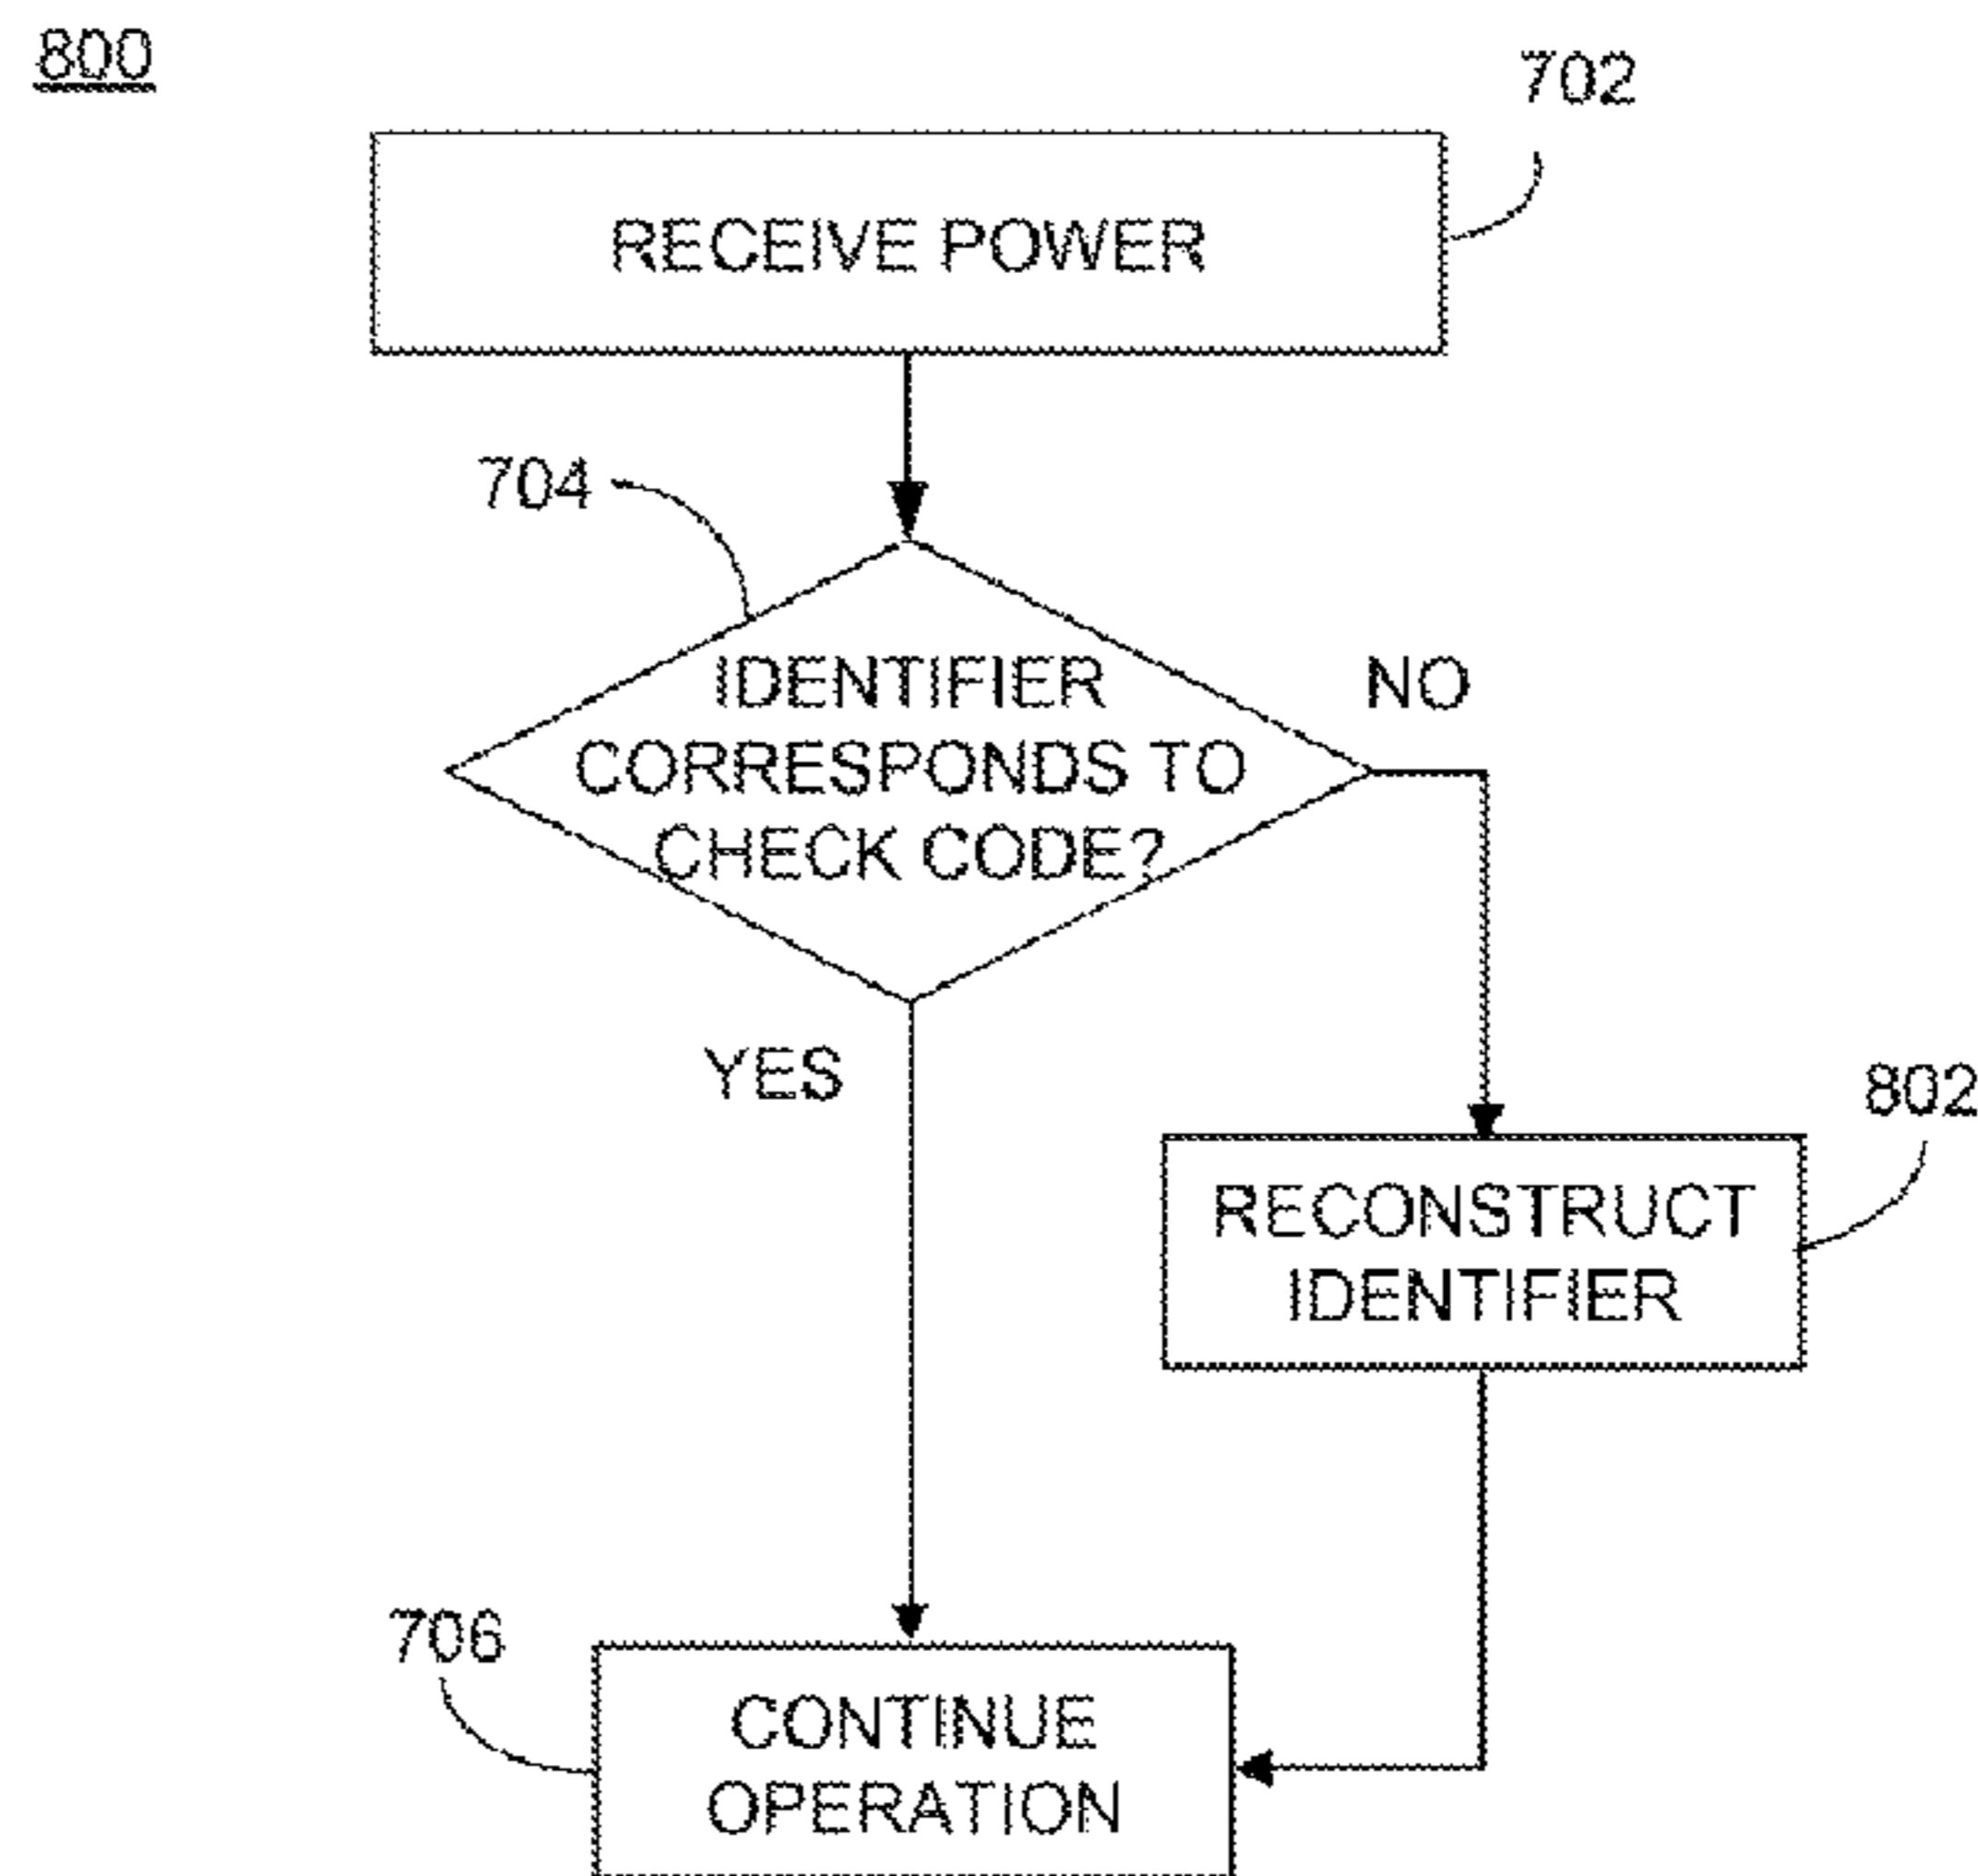 800
702
RECEIVE POWER
704
IDENTIFIER
CORRESPONDS TO
CHECK CODE?
NO
YES
802
RECONSTRUCT
IDENTIFIER
706
CONTINUE
OPERATION